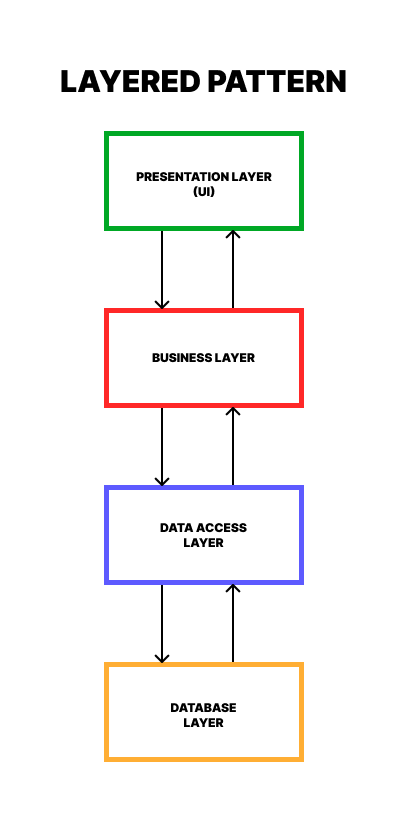 LAYERED PATTERN
PRESENTATION LAYER
(UI)
BUSINESS LAYER
DATA ACCESS
LAYER
DATABASE
LAYER